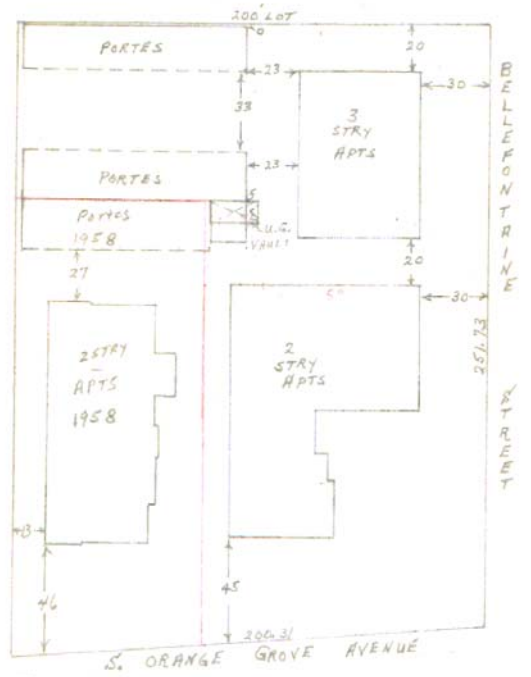 200' LOT
0
PORTES
20
23
30
33
3
STRY
APTS
BELLEFONTAINE STREET
23
PORTES
5
PORTES
1958
5
U.G.
VAULT
27
20
30
251.73
2 STRY
APTS
1958
2
STRY
APTS
13
46
45
200.31
S. ORANGE GROVE AVENUE